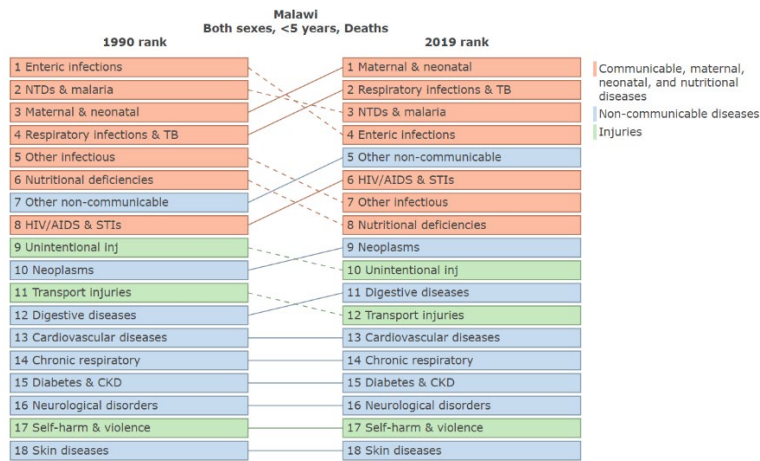 Malawi
Both sexes, <5 years, Deaths
1990 rank
2019 rank
1 Enteric infections
2 NTDs & malaria
3 Maternal & neonatal
4 Respiratory infections & TB
5 Other infectious
6 Nutritional deficiencies
7 Other non-communicable
8 HIV/AIDS & STIs
9 Unintentional inj
10 Neoplasms
11 Transport injuries
12 Digestive diseases
13 Cardiovascular diseases
14 Chronic respiratory
15 Diabetes & CKD
16 Neurological disorders
17 Self-harm & violence
18 Skin diseases
1 Maternal & neonatal
2 Respiratory infections & TB
3 NTDs & malaria
4 Enteric infections
5 Other non-communicable
6 HIV/AIDS & STIs
7 Other infectious
8 Nutritional deficiencies
9 Neoplasms
10 Unintentional inj
11 Digestive diseases
12 Transport injuries
13 Cardiovascular diseases
14 Chronic respiratory
15 Diabetes & CKD
16 Neurological disorders
17 Self-harm & violence
18 Skin diseases
Communicable, maternal,
neonatal, and nutritional
diseases
Non-communicable diseases
Injuries